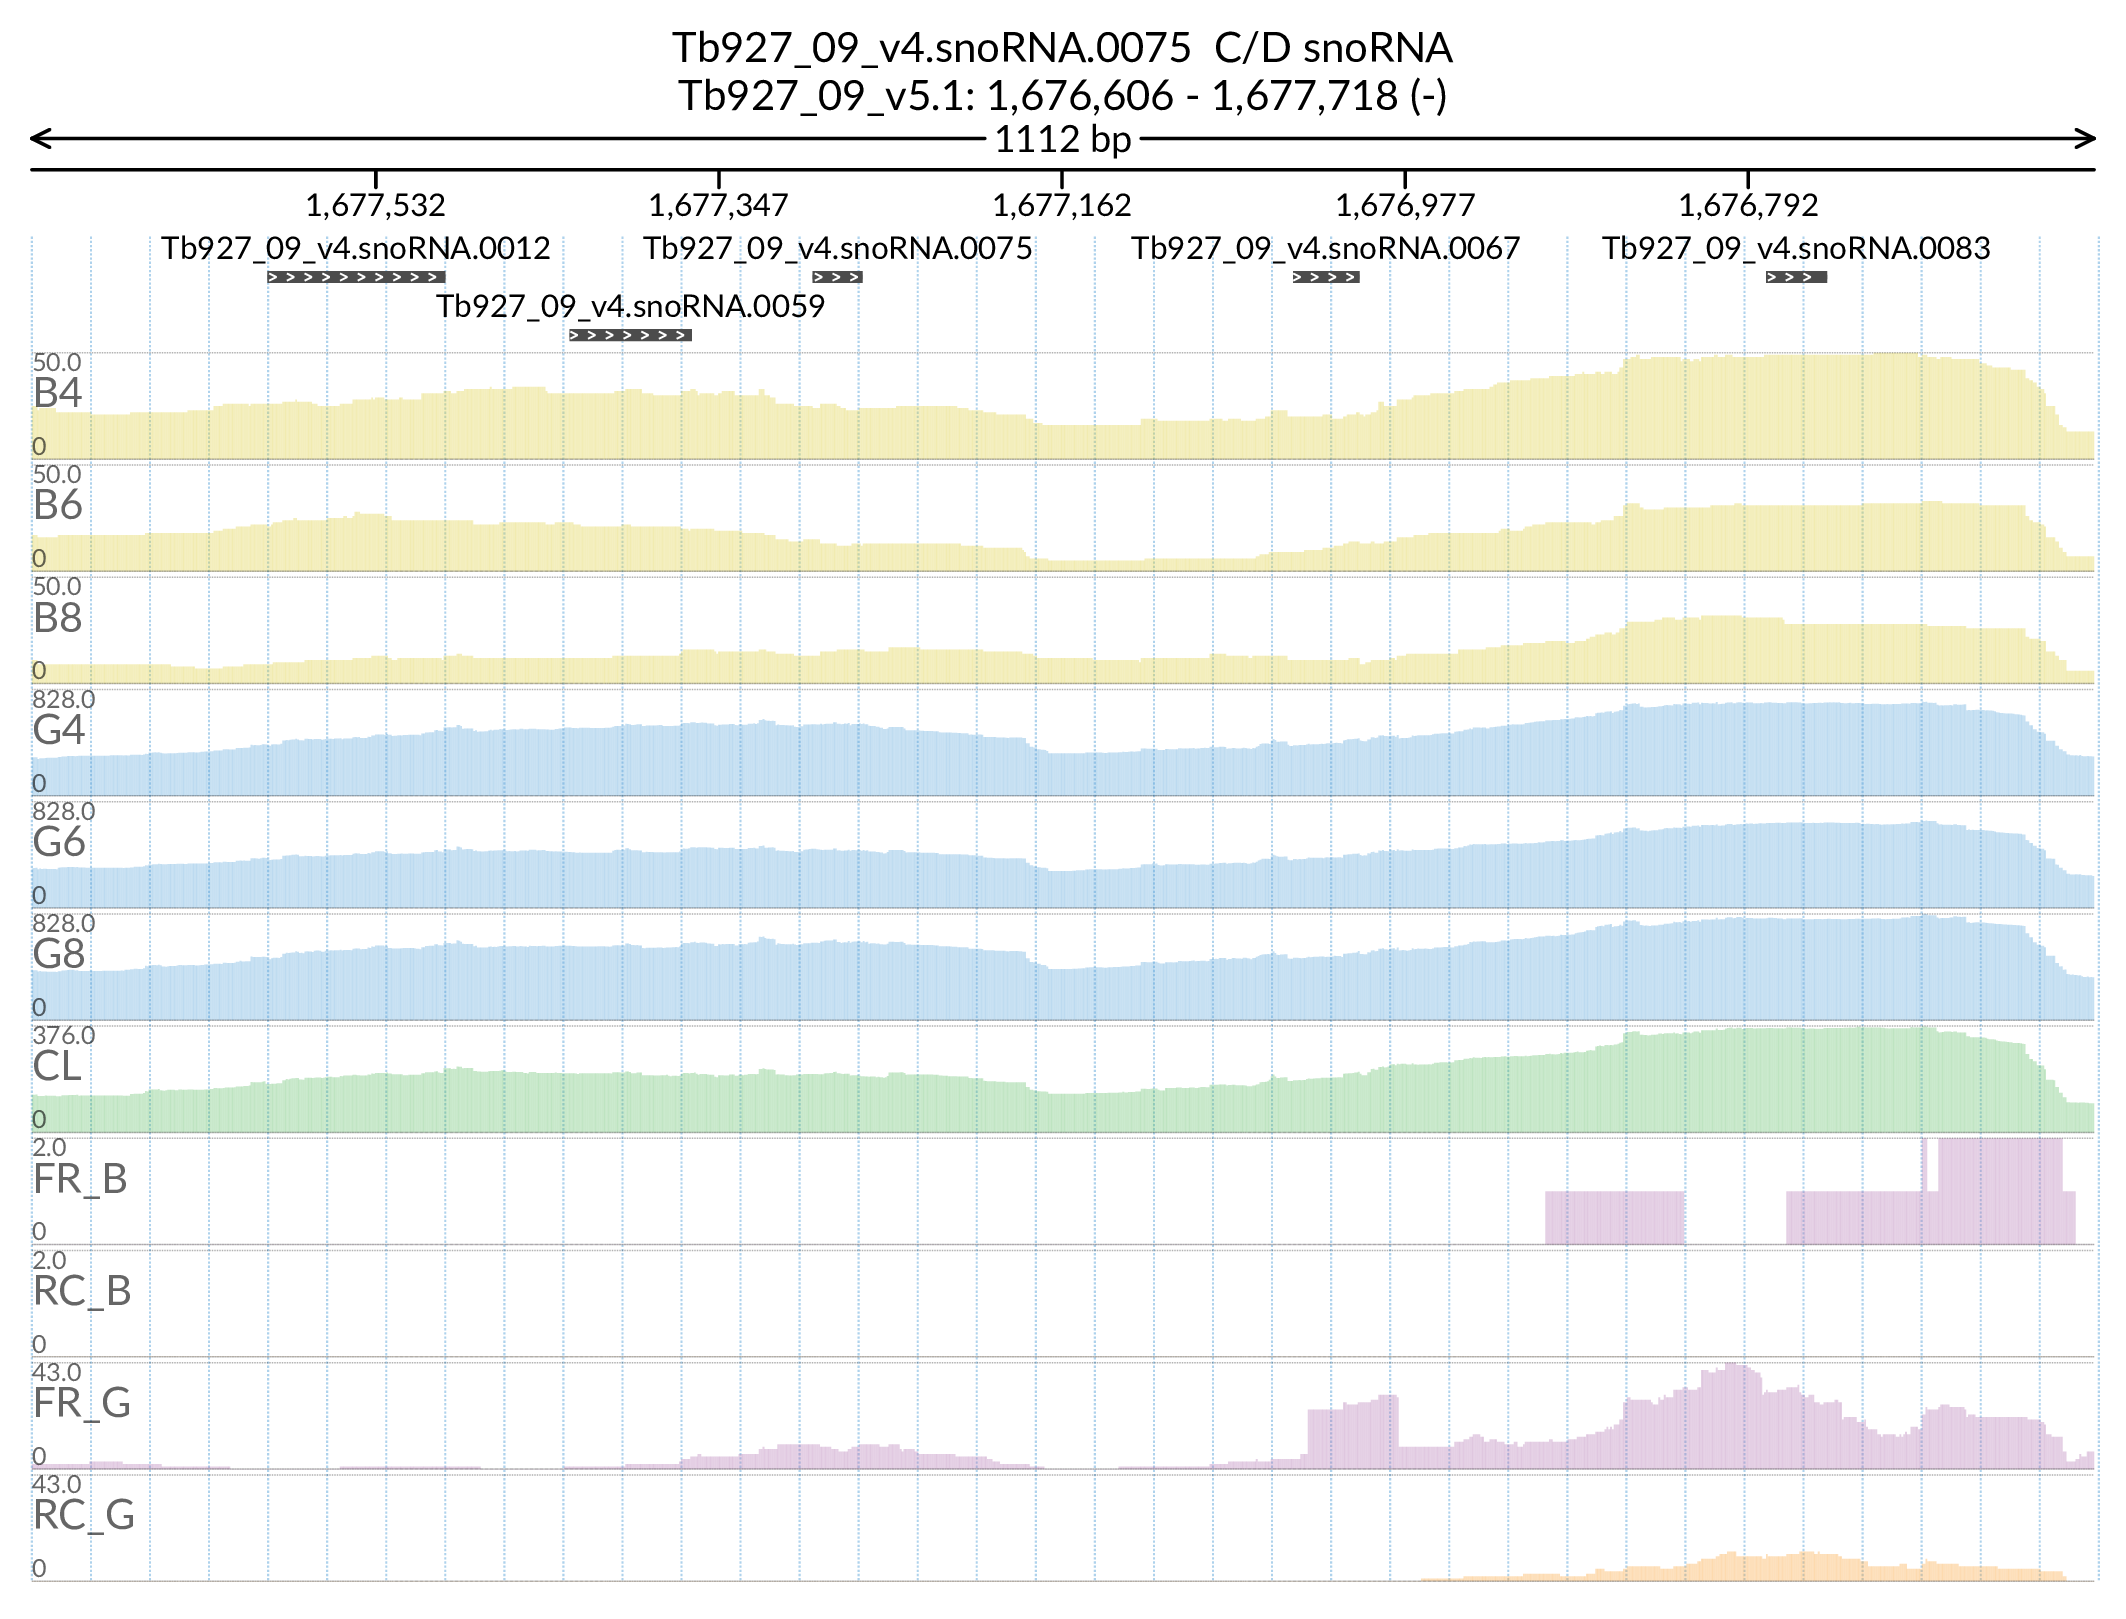 Tb927_09_v4.snoRNA.0075  C/D snoRNA
Tb927_09_v5.1: 1,676,606 - 1,677,718 (-)
1112 bp
1,677,532 1,677,347 1,677,162 1,676,977 1,676,792
Tb927_09_v4.snoRNA.0012 Tb927_09_v4.snoRNA.0075 Tb927_09_v4.snoRNA.0067 Tb927_09_v4.snoRNA.0083
Tb927_09_v4.snoRNA.0059
50.0
B4
0
50.0
B6
0
50.0
B8
0
828.0
G4
0
828.0
G6
0
828.0
G8
0
376.0
CL
0
2.0
FR_B
0
2.0
RC_B
0
43.0
FR_G
0
43.0
RC_G
0